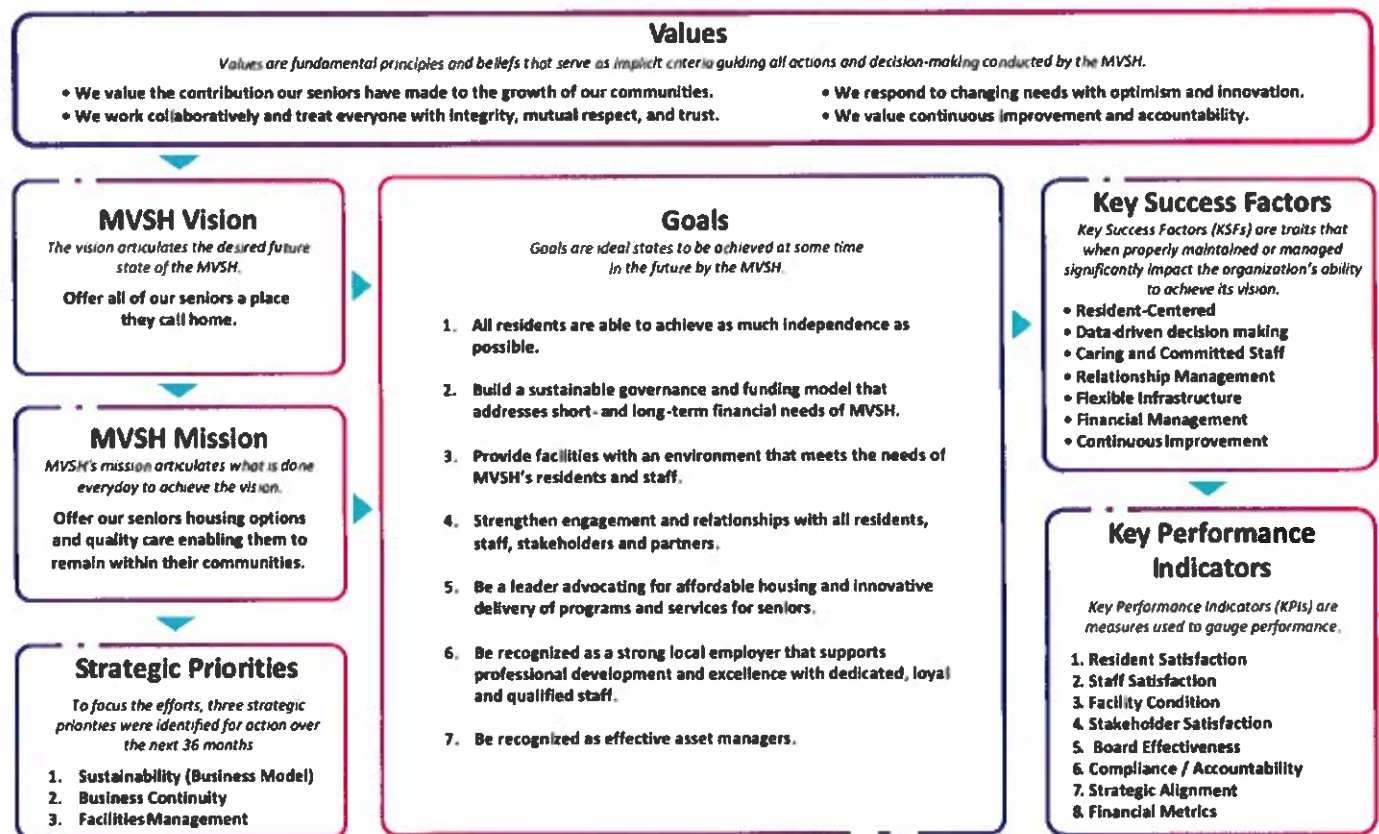 Values
Values are fundamental principles and beliefs that serve as implicit criteria guiding all actions and decision-making conducted by the MVSH.
• We value the contribution our seniors have made to the growth of our communities.
• We work collaboratively and treat everyone with integrity, mutual respect, and trust.
• We respond to changing needs with optimism and innovation.
• We value continuous improvement and accountability.
MVSH Vision
The vision articulates the desired future
state of the MVSH.
Offer all of our seniors a place
they call home.
MVSH Mission
MVSH's mission articulates what is done
everyday to achieve the vision.
Offer our seniors housing options
and quality care enabling them to
remain within their communities.
Strategic Priorities
To focus the efforts, three strategic
priorities were identified for action over
the next 36 months
1. Sustainability (Business Model)
2. Business Continuity
3. Facilities Management
Goals
Goals are ideal states to be achieved at some time
in the future by the MVSH.
1. All residents are able to achieve as much independence as
possible.
2. Build a sustainable governance and funding model that
addresses short- and long-term financial needs of MVSH.
3. Provide facilities with an environment that meets the needs of
MVSH's residents and staff.
4. Strengthen engagement and relationships with all residents,
staff, stakeholders and partners.
5. Be a leader advocating for affordable housing and innovative
delivery of programs and services for seniors.
6. Be recognized as a strong local employer that supports
professional development and excellence with dedicated, loyal
and qualified staff.
7. Be recognized as effective asset managers.
Key Success Factors
Key Success Factors (KSFs) are traits that
when properly maintained or managed
significantly impact the organization's ability
to achieve its vision.
• Resident-Centered
• Data-driven decision making
• Caring and Committed Staff
• Relationship Management
• Flexible Infrastructure
• Financial Management
• Continuous Improvement
Key Performance
Indicators
Key Performance Indicators (KPIs) are
measures used to gauge performance.
1. Resident Satisfaction
2. Staff Satisfaction
3. Facility Condition
4. Stakeholder Satisfaction
5. Board Effectiveness
6. Compliance / Accountability
7. Strategic Alignment
8. Financial Metrics